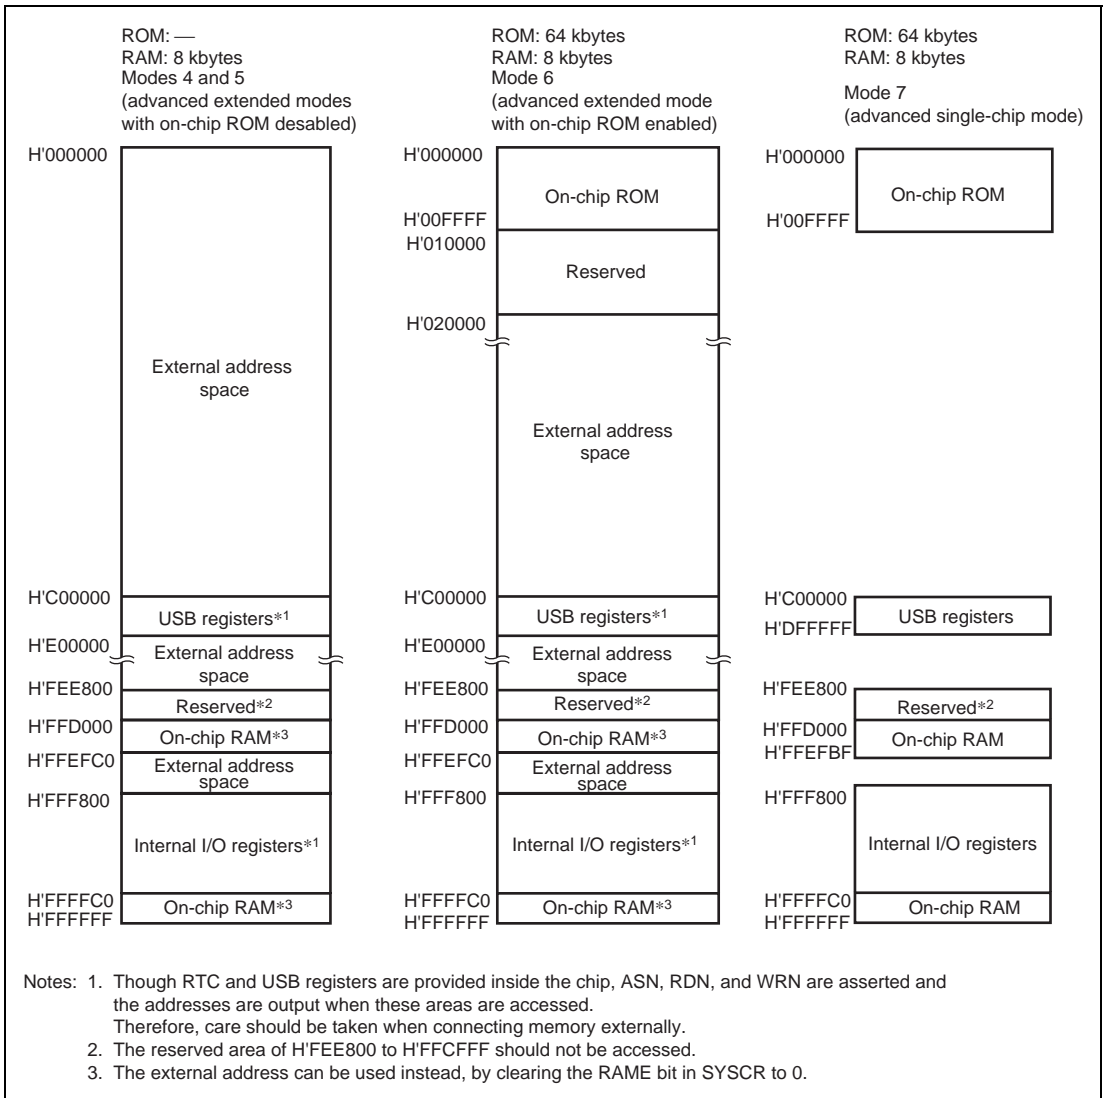 ROM: —
RAM: 8 kbytes
Modes 4 and 5
(advanced extended modes
with on-chip ROM desabled)
H'000000
External address
space
H'C00000
USB registers*1
H'E00000
External address
space
H'FEE800
Reserved*2
H'FFD000
On-chip RAM*3
H'FFEFC0
External address
space
H'FFF800
Internal I/O registers*1
H'FFFFC0
On-chip RAM*3
H'FFFFFF
ROM: 64 kbytes
RAM: 8 kbytes
Mode 6
(advanced extended mode
with on-chip ROM enabled)
H'000000
On-chip ROM
H'00FFFF
H'010000
Reserved
H'020000
External address
space
H'C00000
USB registers*1
H'E00000
External address
space
H'FEE800
Reserved*2
H'FFD000
On-chip RAM*3
H'FFEFC0
External address
space
H'FFF800
Internal I/O registers*1
H'FFFFC0
On-chip RAM*3
H'FFFFFF
ROM: 64 kbytes
RAM: 8 kbytes
Mode 7
(advanced single-chip mode)
H'000000
On-chip ROM
H'00FFFF
H'C00000
USB registers
H'DFFFFF
H'FEE800
Reserved*2
H'FFD000
On-chip RAM
H'FFEFBF
H'FFF800
Internal I/O registers
H'FFFFC0
On-chip RAM
H'FFFFFF
Notes: 1. Though RTC and USB registers are provided inside the chip, ASN, RDN, and WRN are asserted and
the addresses are output when these areas are accessed.
Therefore, care should be taken when connecting memory externally.
2. The reserved area of H'FEE800 to H'FFCFFF should not be accessed.
3. The external address can be used instead, by clearing the RAME bit in SYSCR to 0.